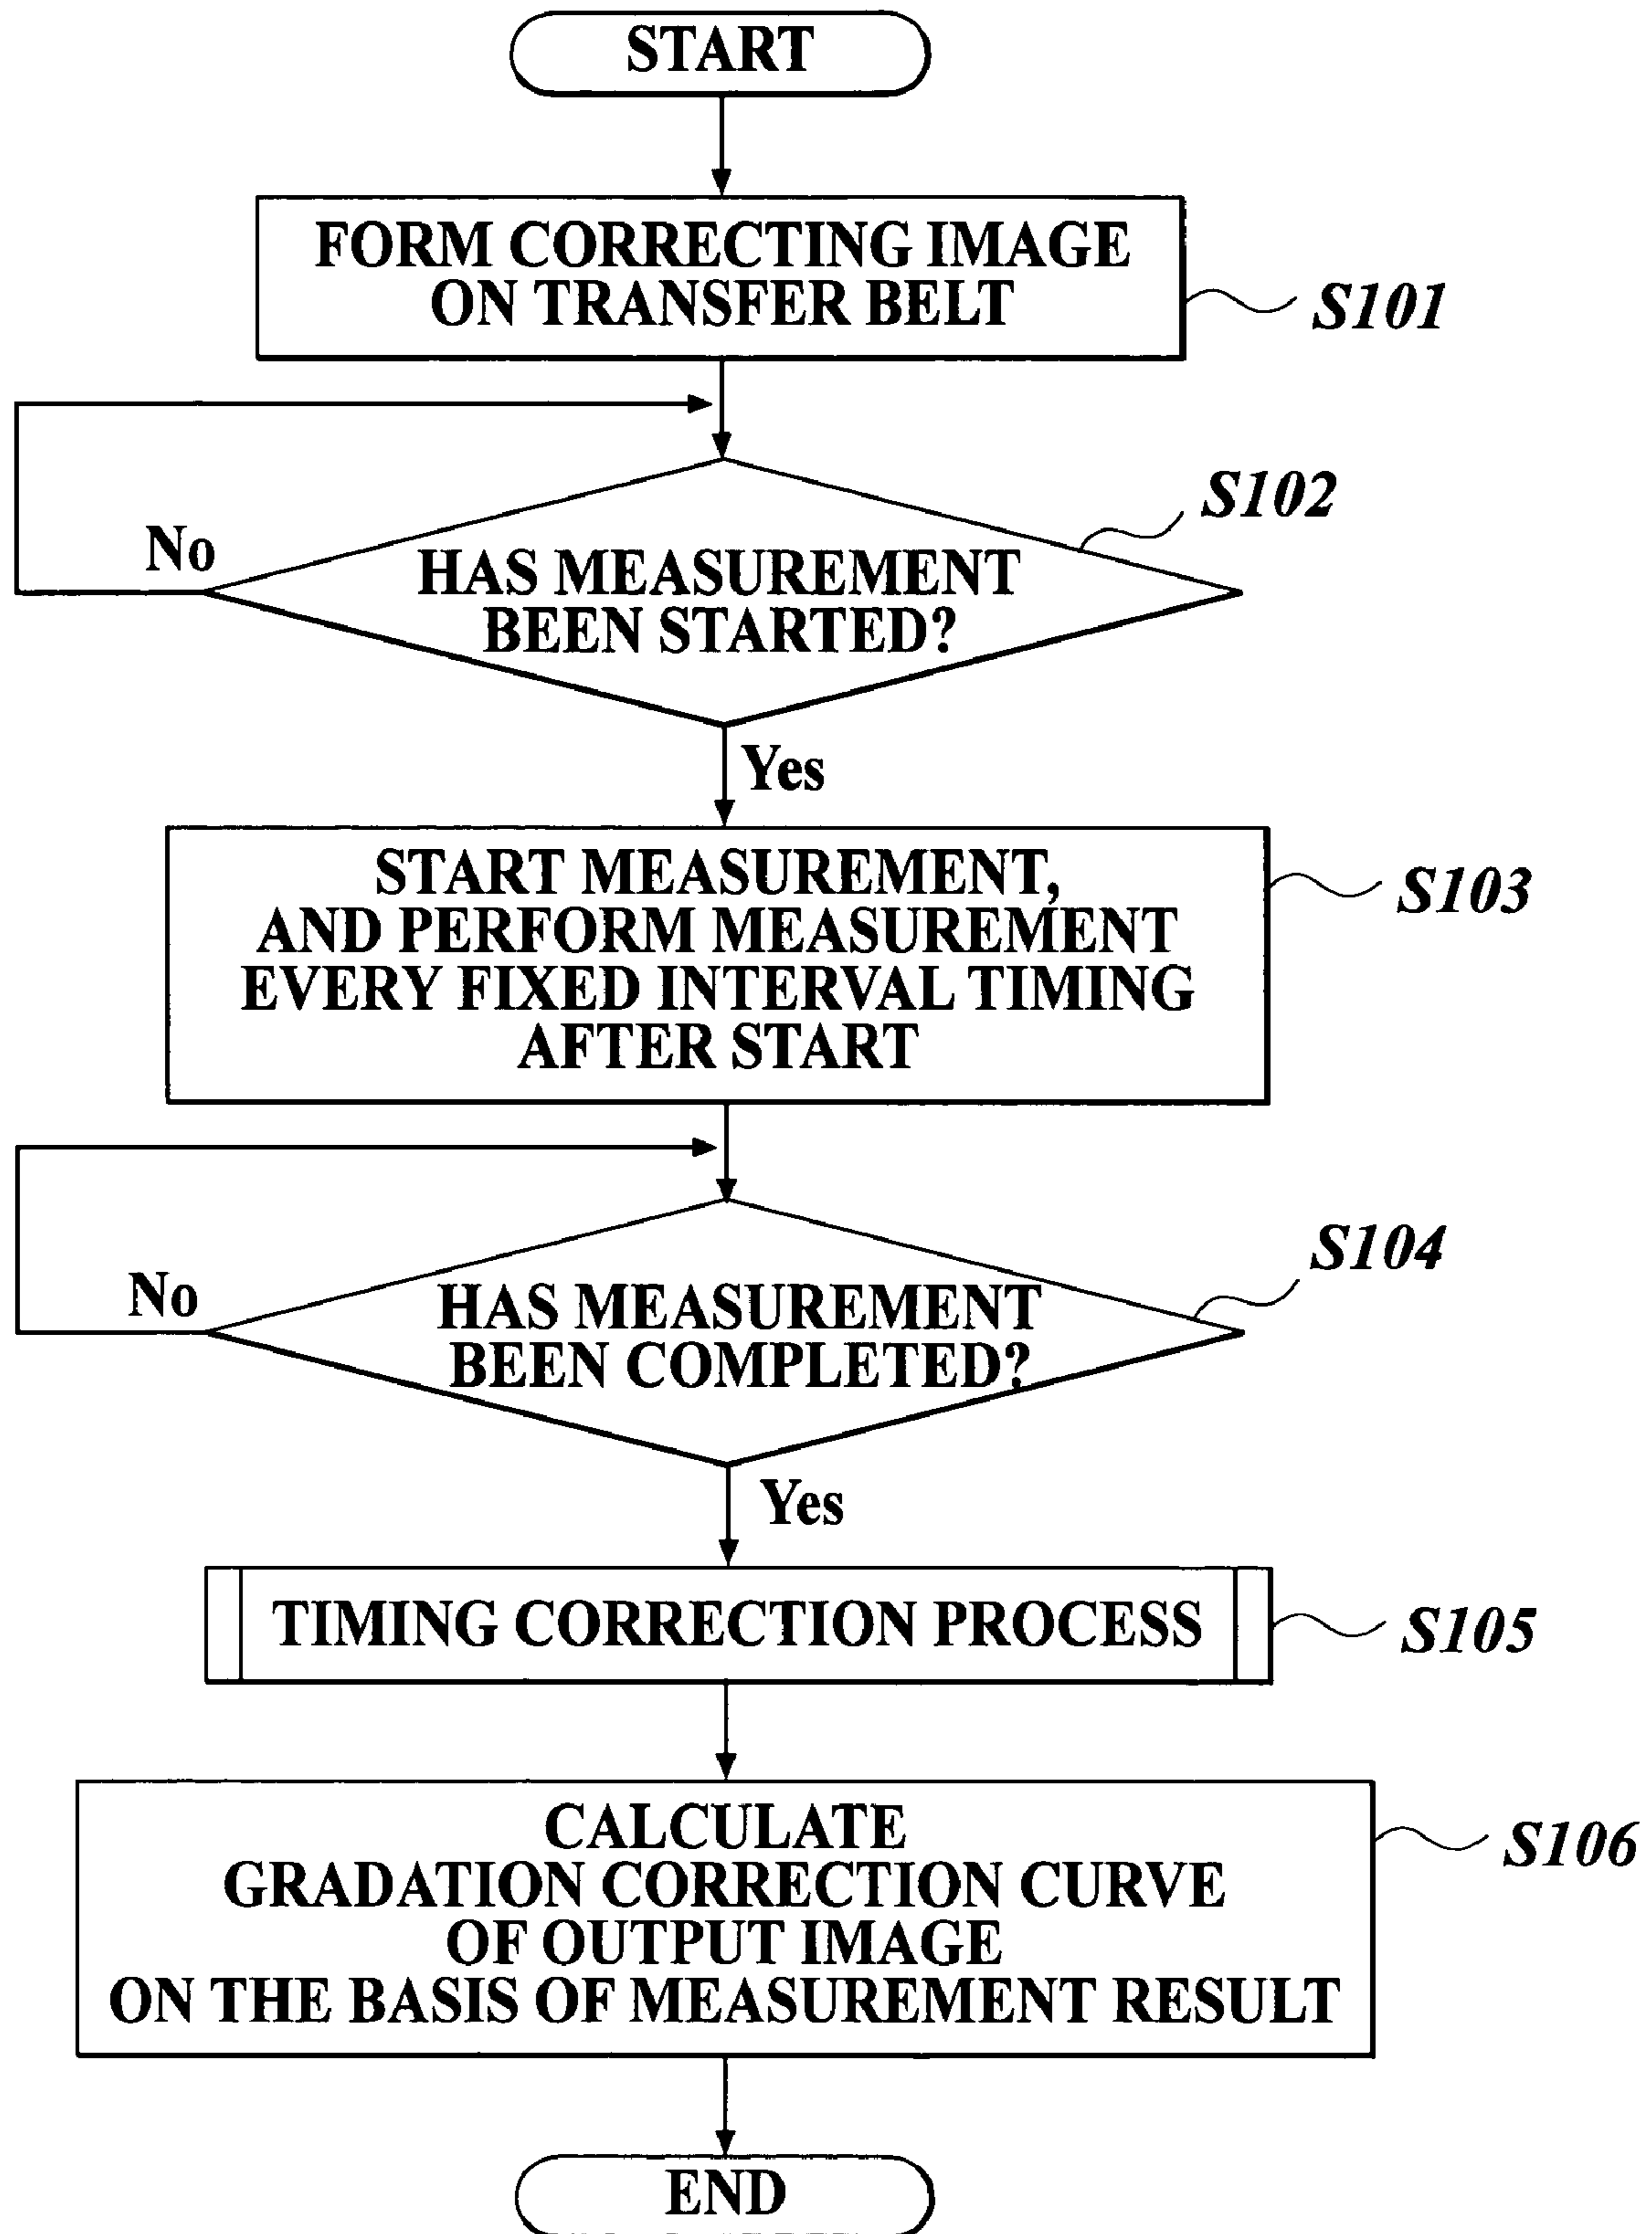 START
FORM CORRECTING IMAGE
ON TRANSFER BELT
S101
S102
No
HAS MEASUREMENT
BEEN STARTED?
Yes
START MEASUREMENT,
AND PERFORM MEASUREMENT
EVERY FIXED INTERVAL TIMING
AFTER START
S103
S104
No
HAS MEASUREMENT
BEEN COMPLETED?
Yes
TIMING CORRECTION PROCESS
S105
CALCULATE
GRADATION CORRECTION CURVE
OF OUTPUT IMAGE
ON THE BASIS OF MEASUREMENT RESULT
S106
END